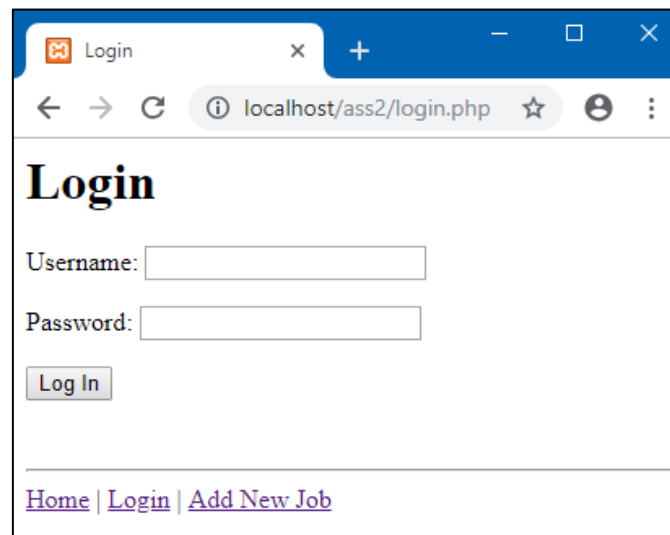 Login
localhost/ass2/login.php
Login
Username:
Password:
Log In
Home | Login | Add New Job